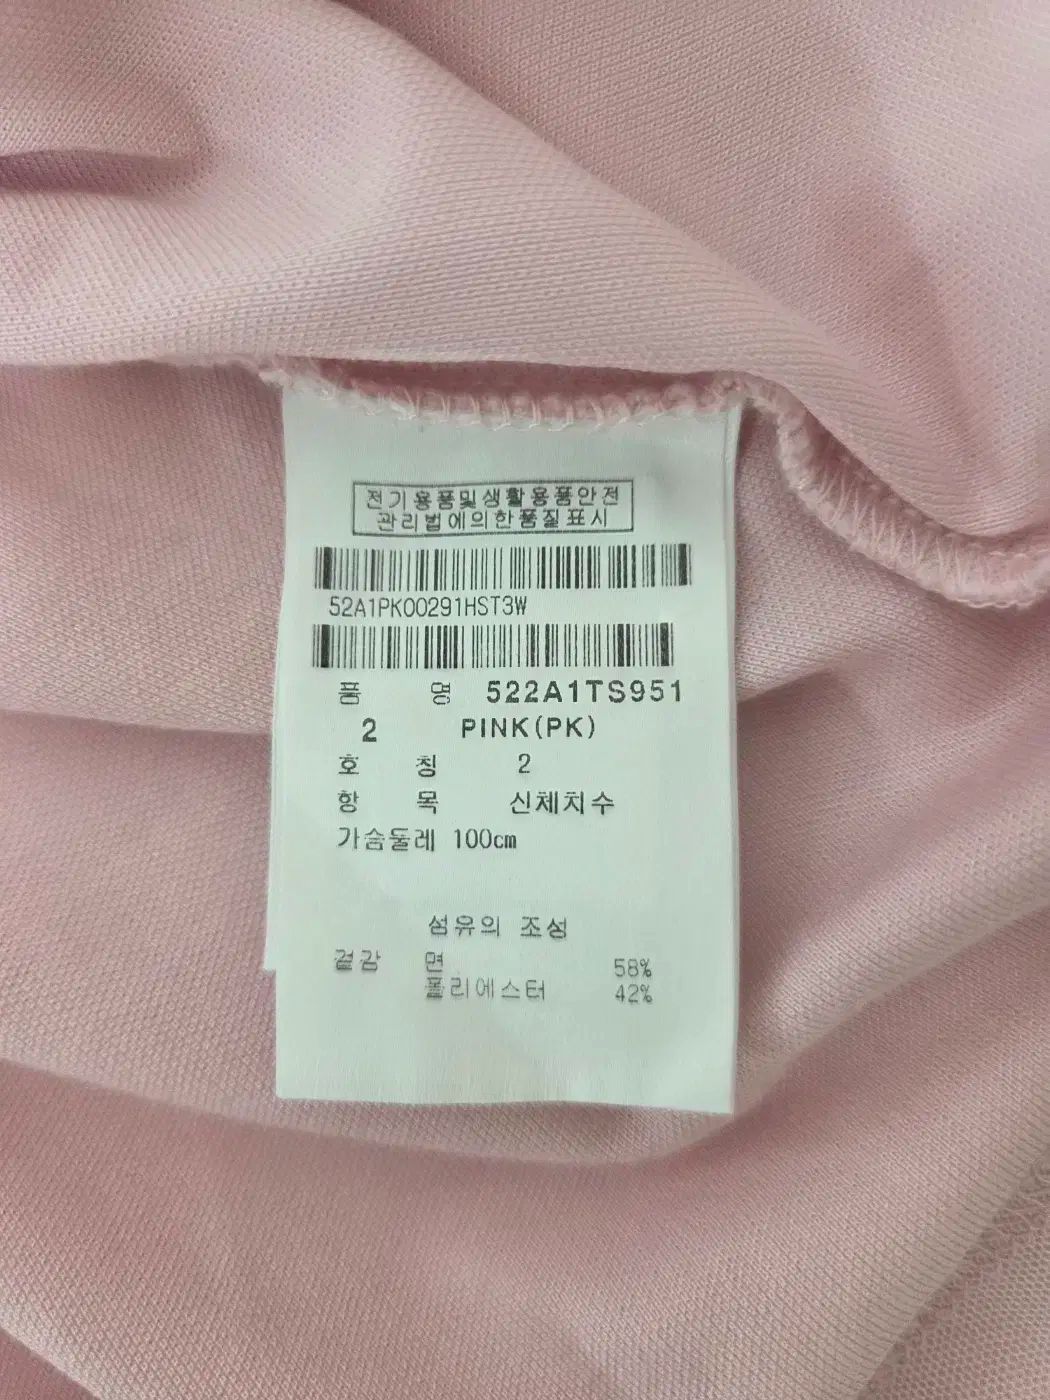 전기용품및생활용품안전
관리법에의한품질표시
52A1PK00291HST3W
품 명 522A1TS951
2 PINK(PK)
호 칭 2
항 목 신체치수
가슴둘레 100cm
섬유의 조성
겉감 면 58%
폴리에스터 42%